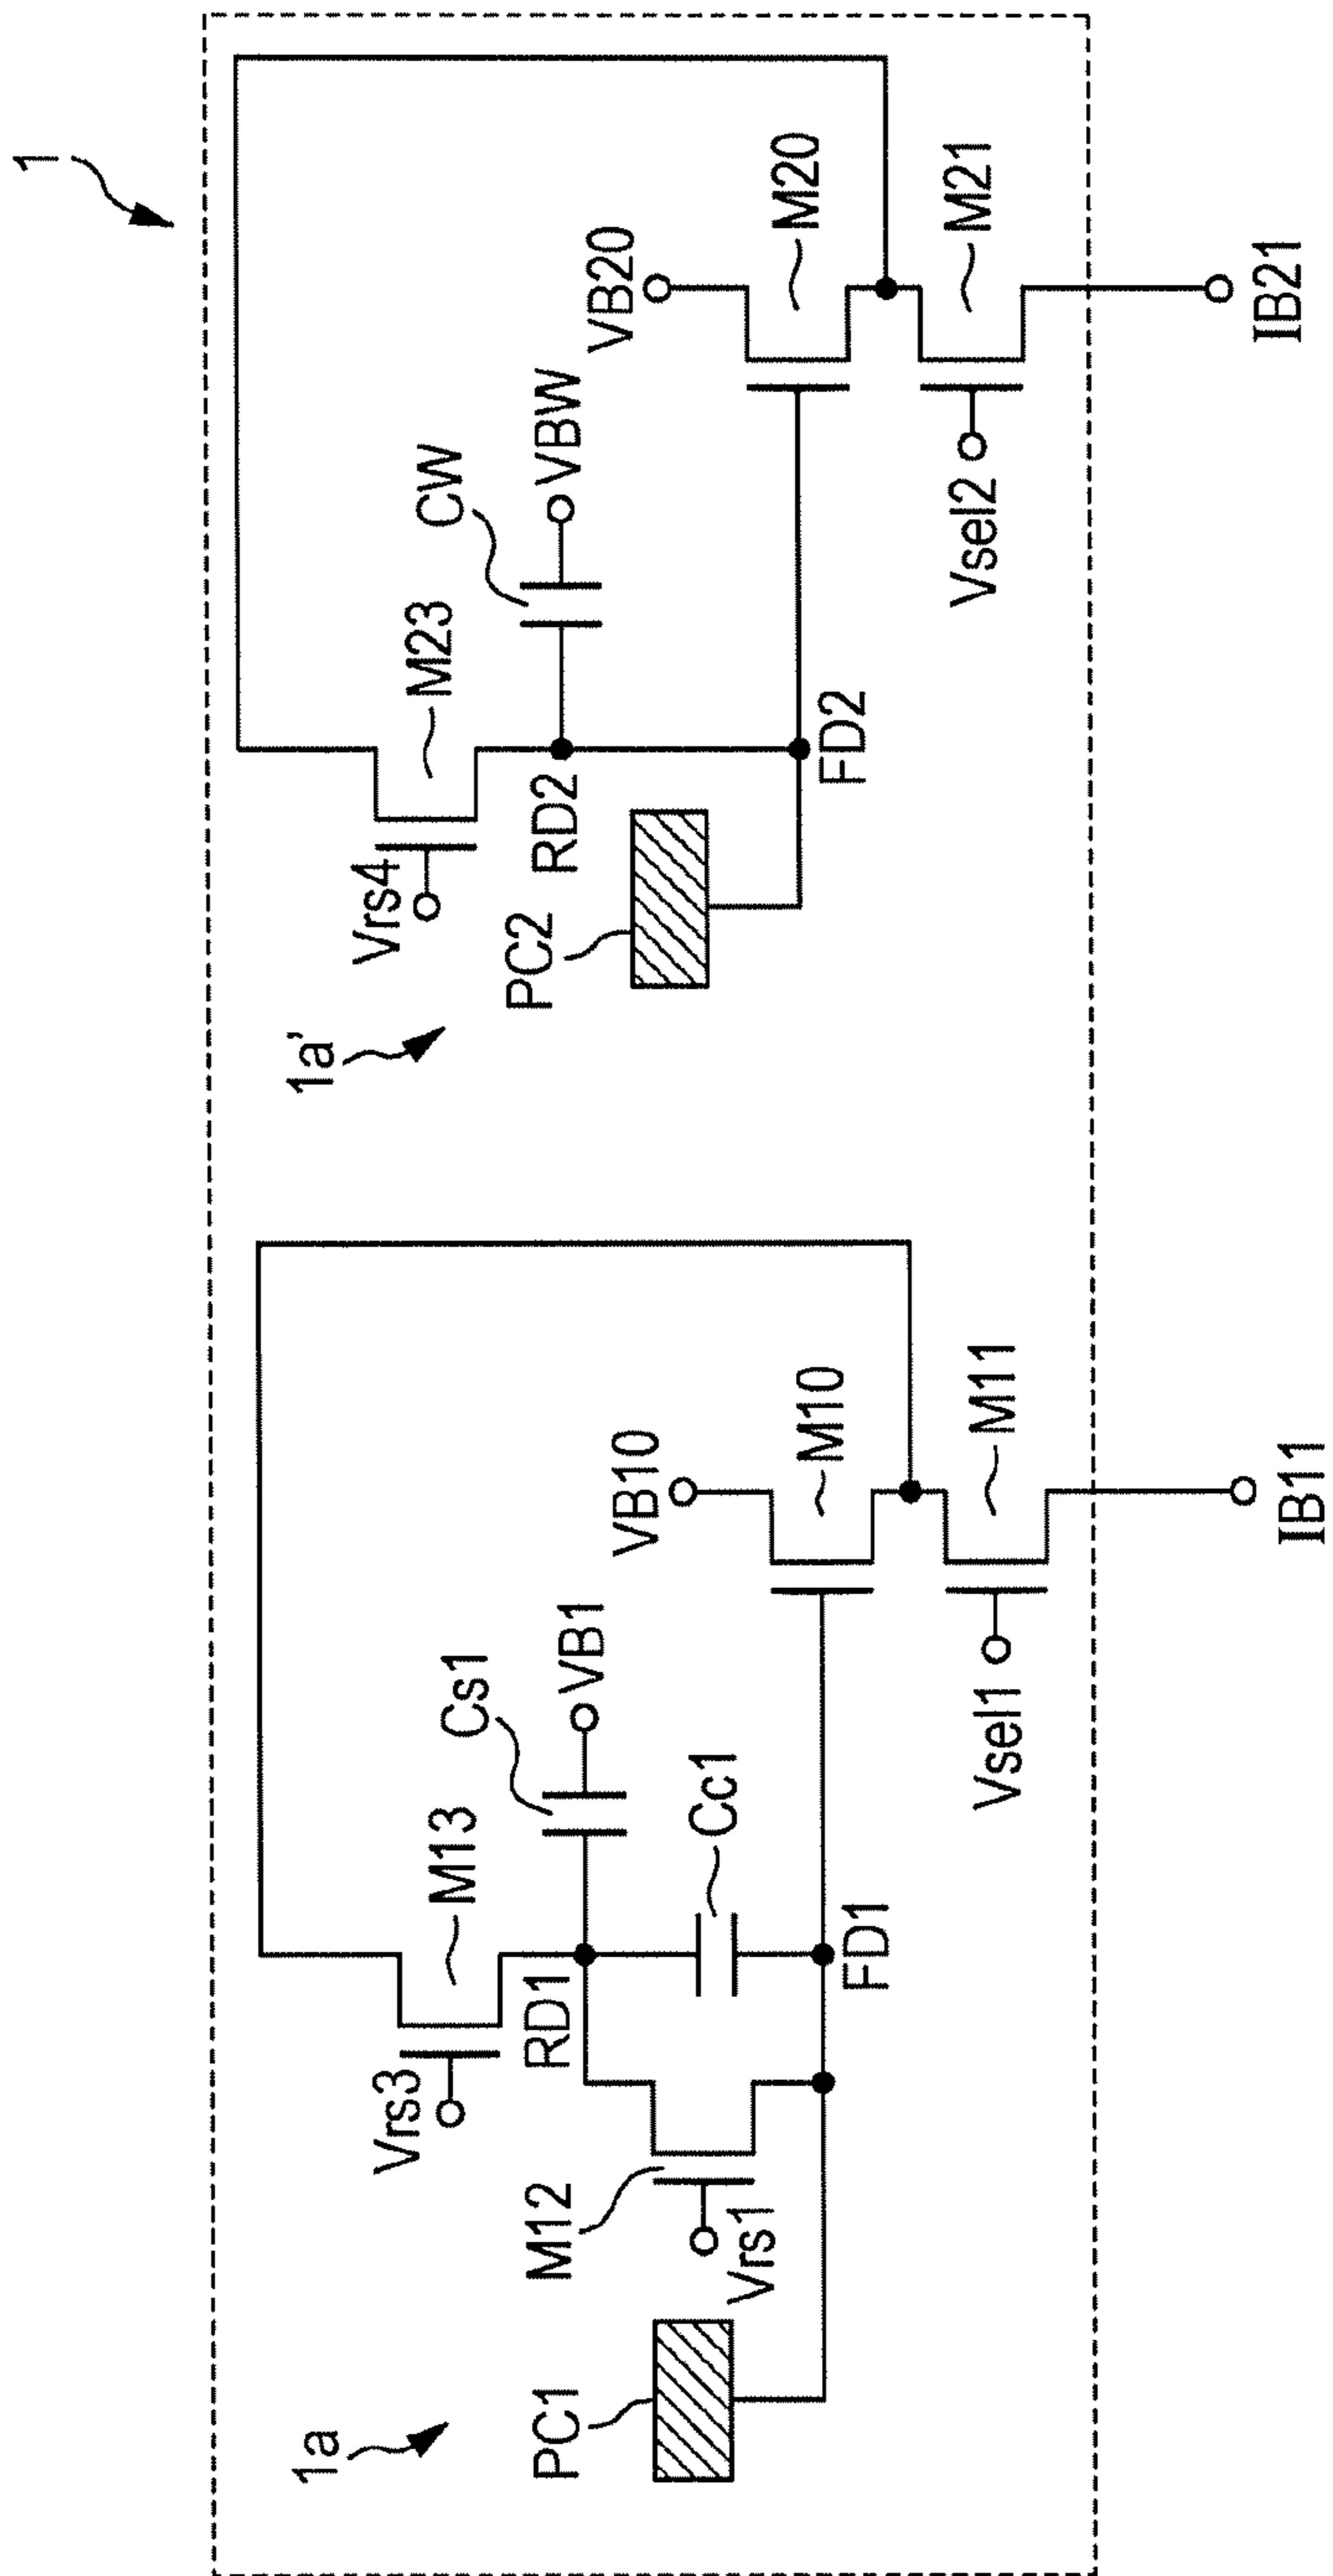 1
1a
PC1
M12
Vrs1
Vrs3
M13
RD1
Cs1
VB1
Cc1
FD1
VB10
M10
M11
Vsel1
IB11
1a'
PC2
Vrs4
M23
RD2
CW
VBW
FD2
VB20
M20
M21
Vsel2
IB21